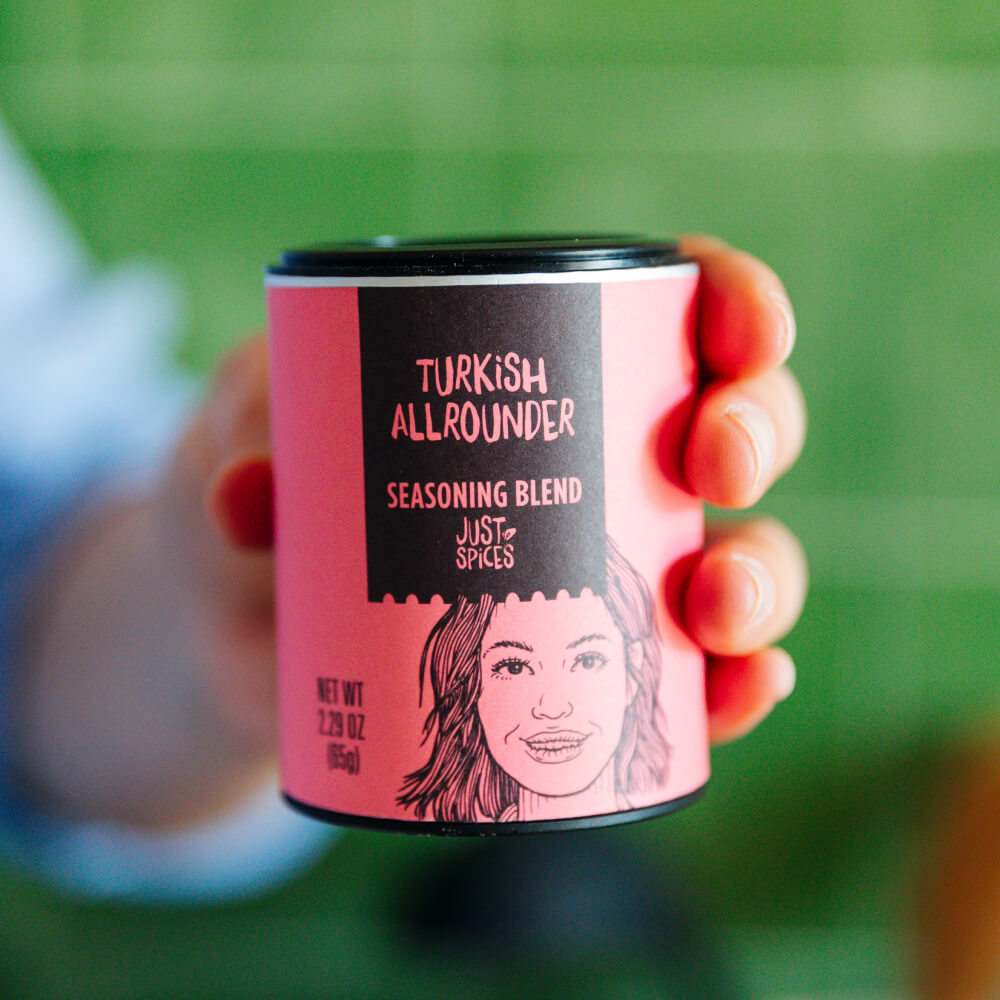 TURKiSH
ALLROUNDER
SEASONING BLEND
JUST
SPiCES
NET WT
2.29 OZ
(65g)